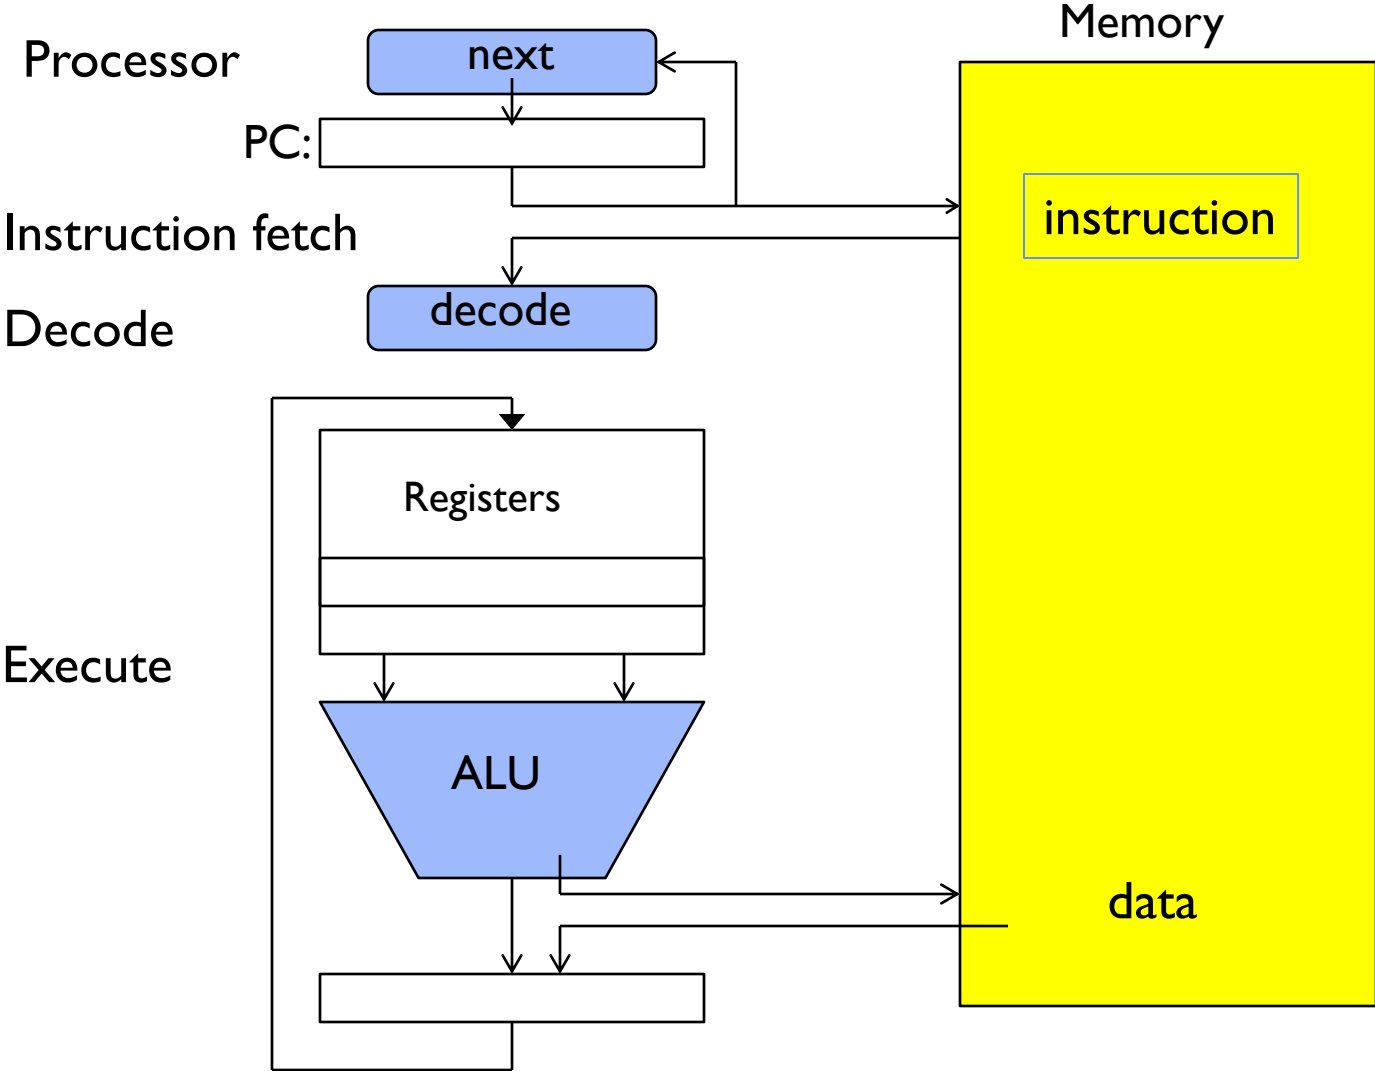 Memory
Processor
next
PC:
instruction
Instruction fetch
decode
Decode
Registers
Execute
ALU
data